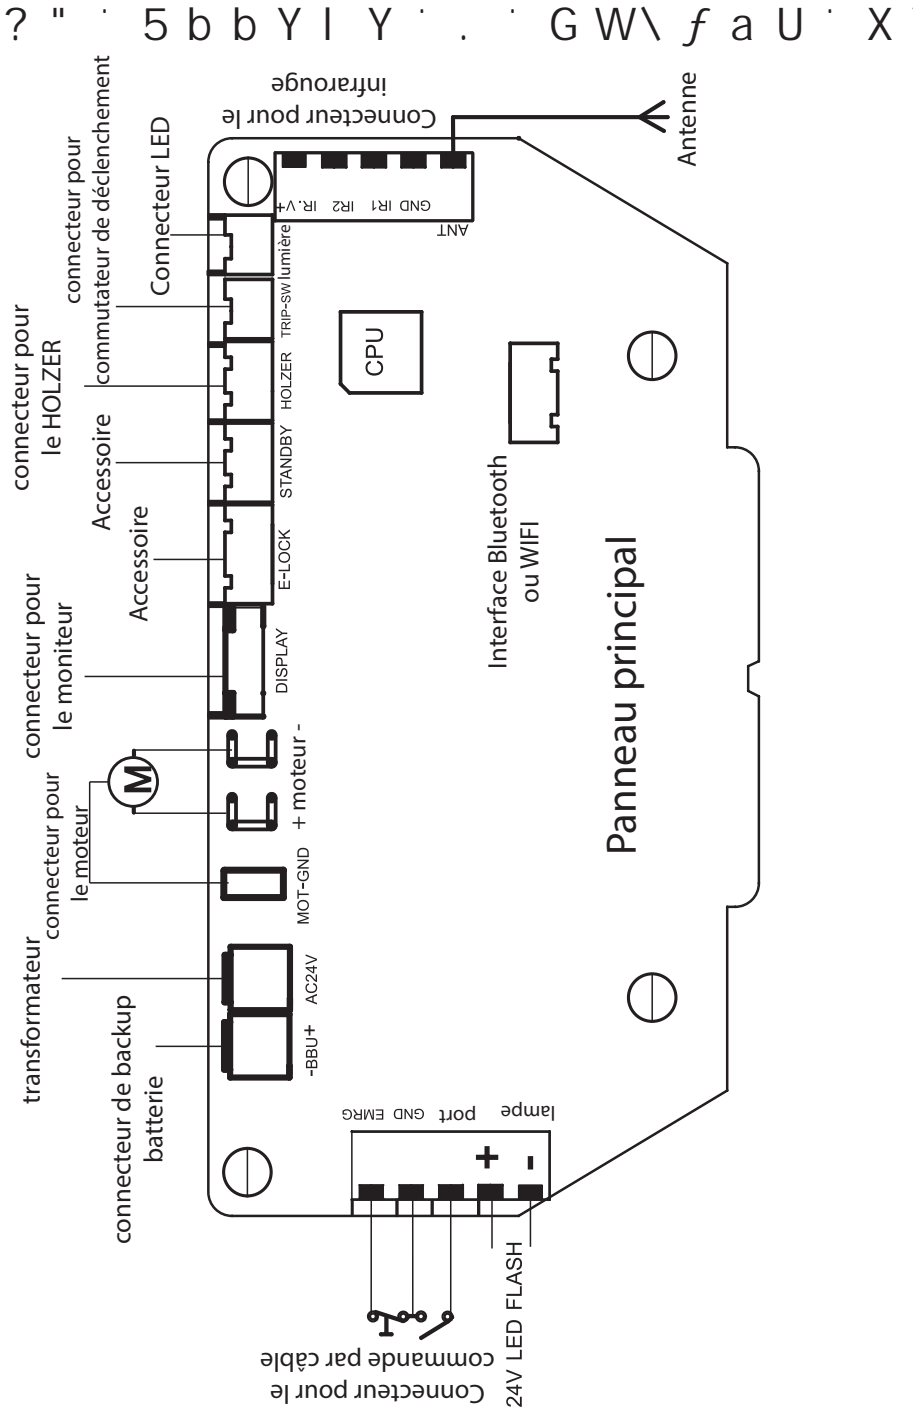 ? " ˙ 5 b b Y l Y ˙ . ˙ G W \ ƒ a U ˙ X
Connecteur pour le
infrarouge
Antenne
IR.V+ IR2 IR1 GND
ANT
connecteur pour
commutateur de déclenchement
Connecteur LED
connecteur pour
le HOLZER
Accessoire
Accessoire
connecteur pour
le moniteur
connecteur pour
le moteur
transformateur
connecteur de backup
batterie
lumière
TRIP-SW
HOLZER
STANDBY
E-LOCK
DISPLAY
M
+ moteur -
MOT-GND
AC24V
-BBU+
CPU
Interface Bluetooth
ou WIFI
Panneau principal
EMRG GND port lampe
+ -
24V LED FLASH
Connecteur pour le
commande par câble